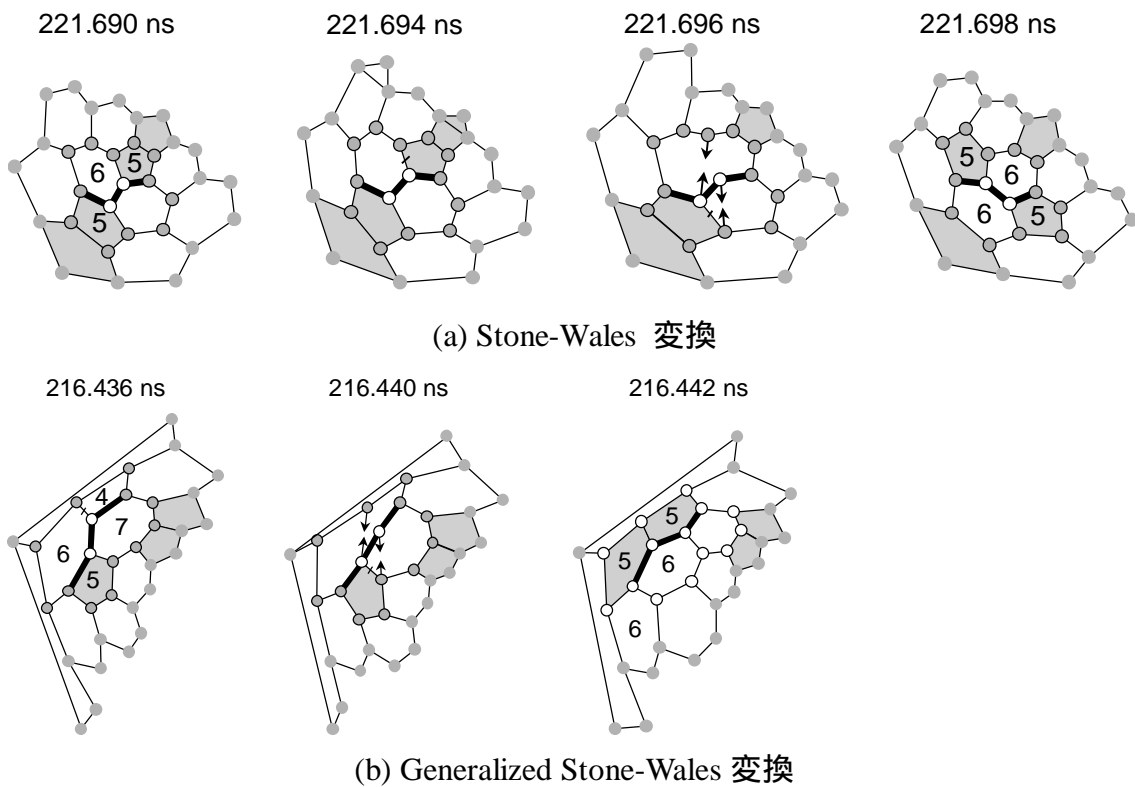 221.690 ns 221.694 ns 221.696 ns 221.698 ns
6 5 5 6 5
5 6 5
(a) Stone-Wales 変換
216.436 ns 216.440 ns 216.442 ns
4 5
7
6 5 6
5
6
(b) Generalized Stone-Wales 変換